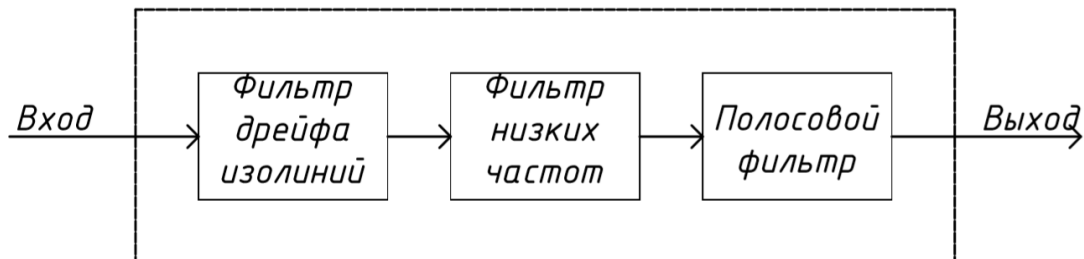 Вход
Фильтр
дрейфа
изолиний
Фильтр
низких
частот
Полосовой
фильтр
Выход